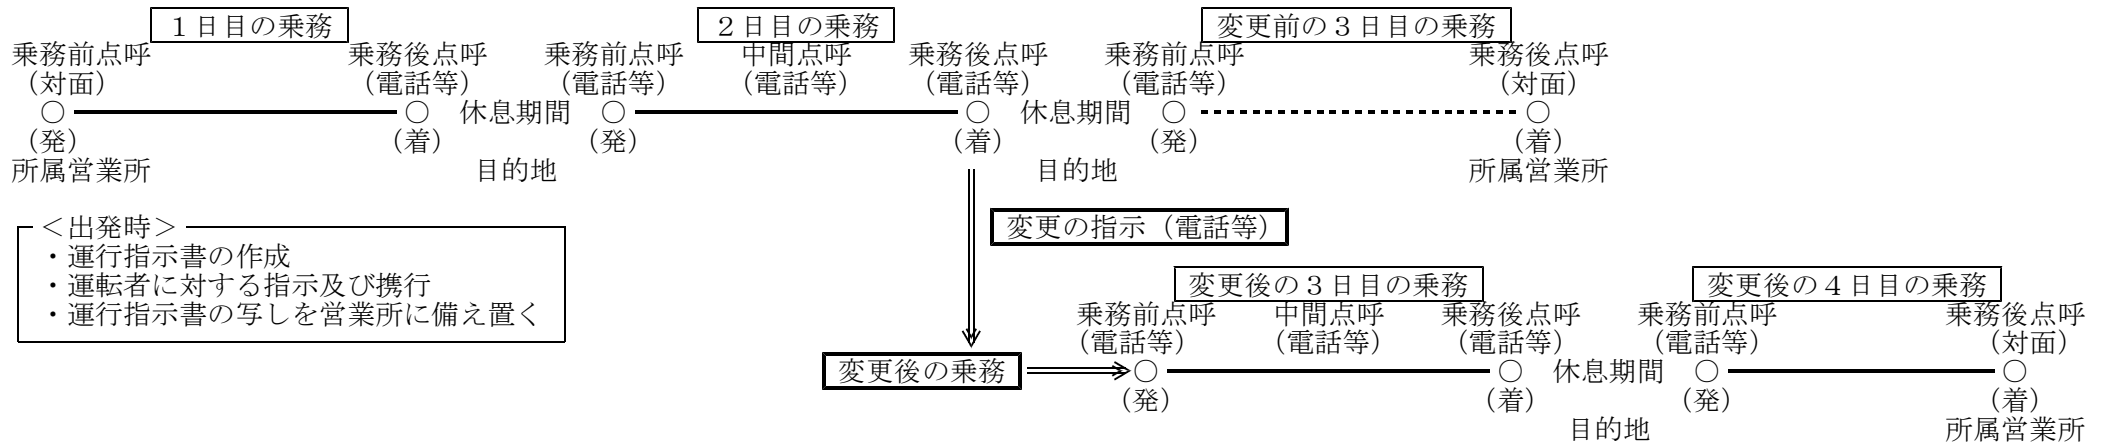 １日目の乗務　２日目の乗務　変更前の３日目の乗務
乗務前点呼　乗務後点呼　乗務前点呼　中間点呼　乗務後点呼　乗務前点呼　乗務後点呼
（対面）　（電話等）　（電話等）　（電話等）　（電話等）　（電話等）　（対面）
○　○　休息期間　○　○　休息期間　○　○
（発）　（着）　（発）　（着）　（発）　（着）
所属営業所　目的地　目的地　所属営業所
＜出発時＞
・運行指示書の作成
・運転者に対する指示及び携行
・運行指示書の写しを営業所に備え置く
変更の指示（電話等）
変更後の３日目の乗務　変更後の４日目の乗務
乗務前点呼　中間点呼　乗務後点呼　乗務前点呼　乗務後点呼
（電話等）　（電話等）　（電話等）　（電話等）　（対面）
変更後の乗務　○　○　休息期間　○　○
（発）　（着）　（発）　（着）
目的地　所属営業所